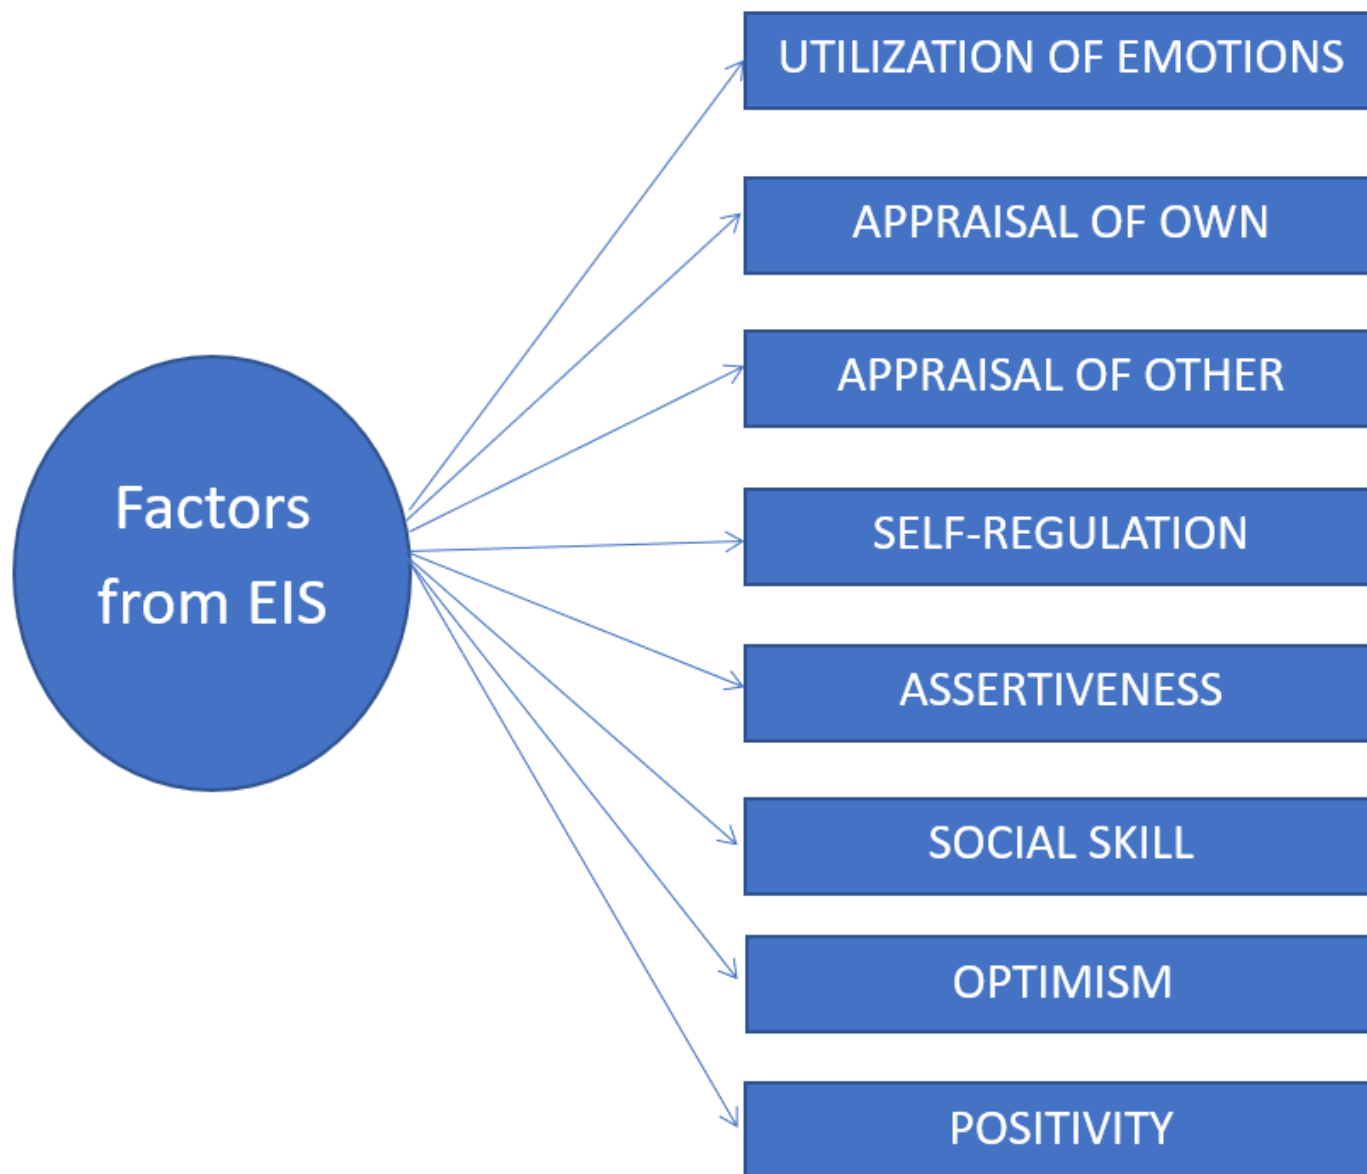 UTILIZATION OF EMOTIONS
APPRAISAL OF OWN
APPRAISAL OF OTHER
Factors
from EIS
SELF-REGULATION
ASSERTIVENESS
SOCIAL SKILL
OPTIMISM
POSITIVITY